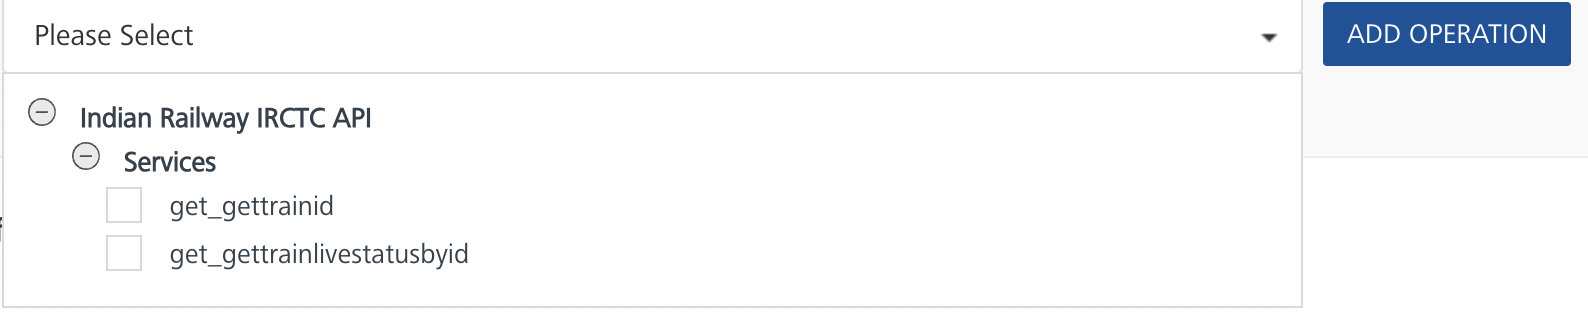 Please Select
ADD OPERATION
Indian Railway IRCTC API
Services
get_gettrainid
get_gettrainlivestatusbyid